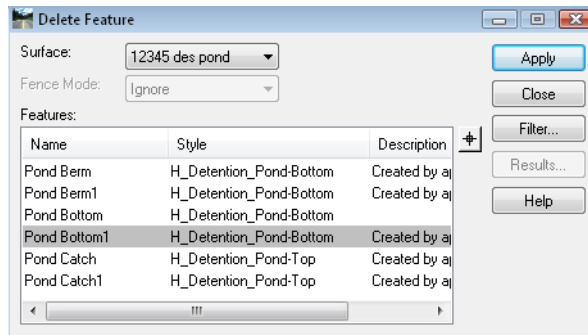 Delete Feature
Surface: 12345 des pond Apply
Fence Mode: Ignore Close
Features: Filter...
Name Style Description
Results...
Pond Berm H_Detention_Pond-Bottom Created by a
Pond Berm1 H_Detention_Pond-Bottom Created by a
Help
Pond Bottom H_Detention_Pond-Bottom
Pond Bottom1 H_Detention_Pond-Bottom Created by a
Pond Catch H_Detention_Pond-Top Created by a
Pond Catch1 H_Detention_Pond-Top Created by a